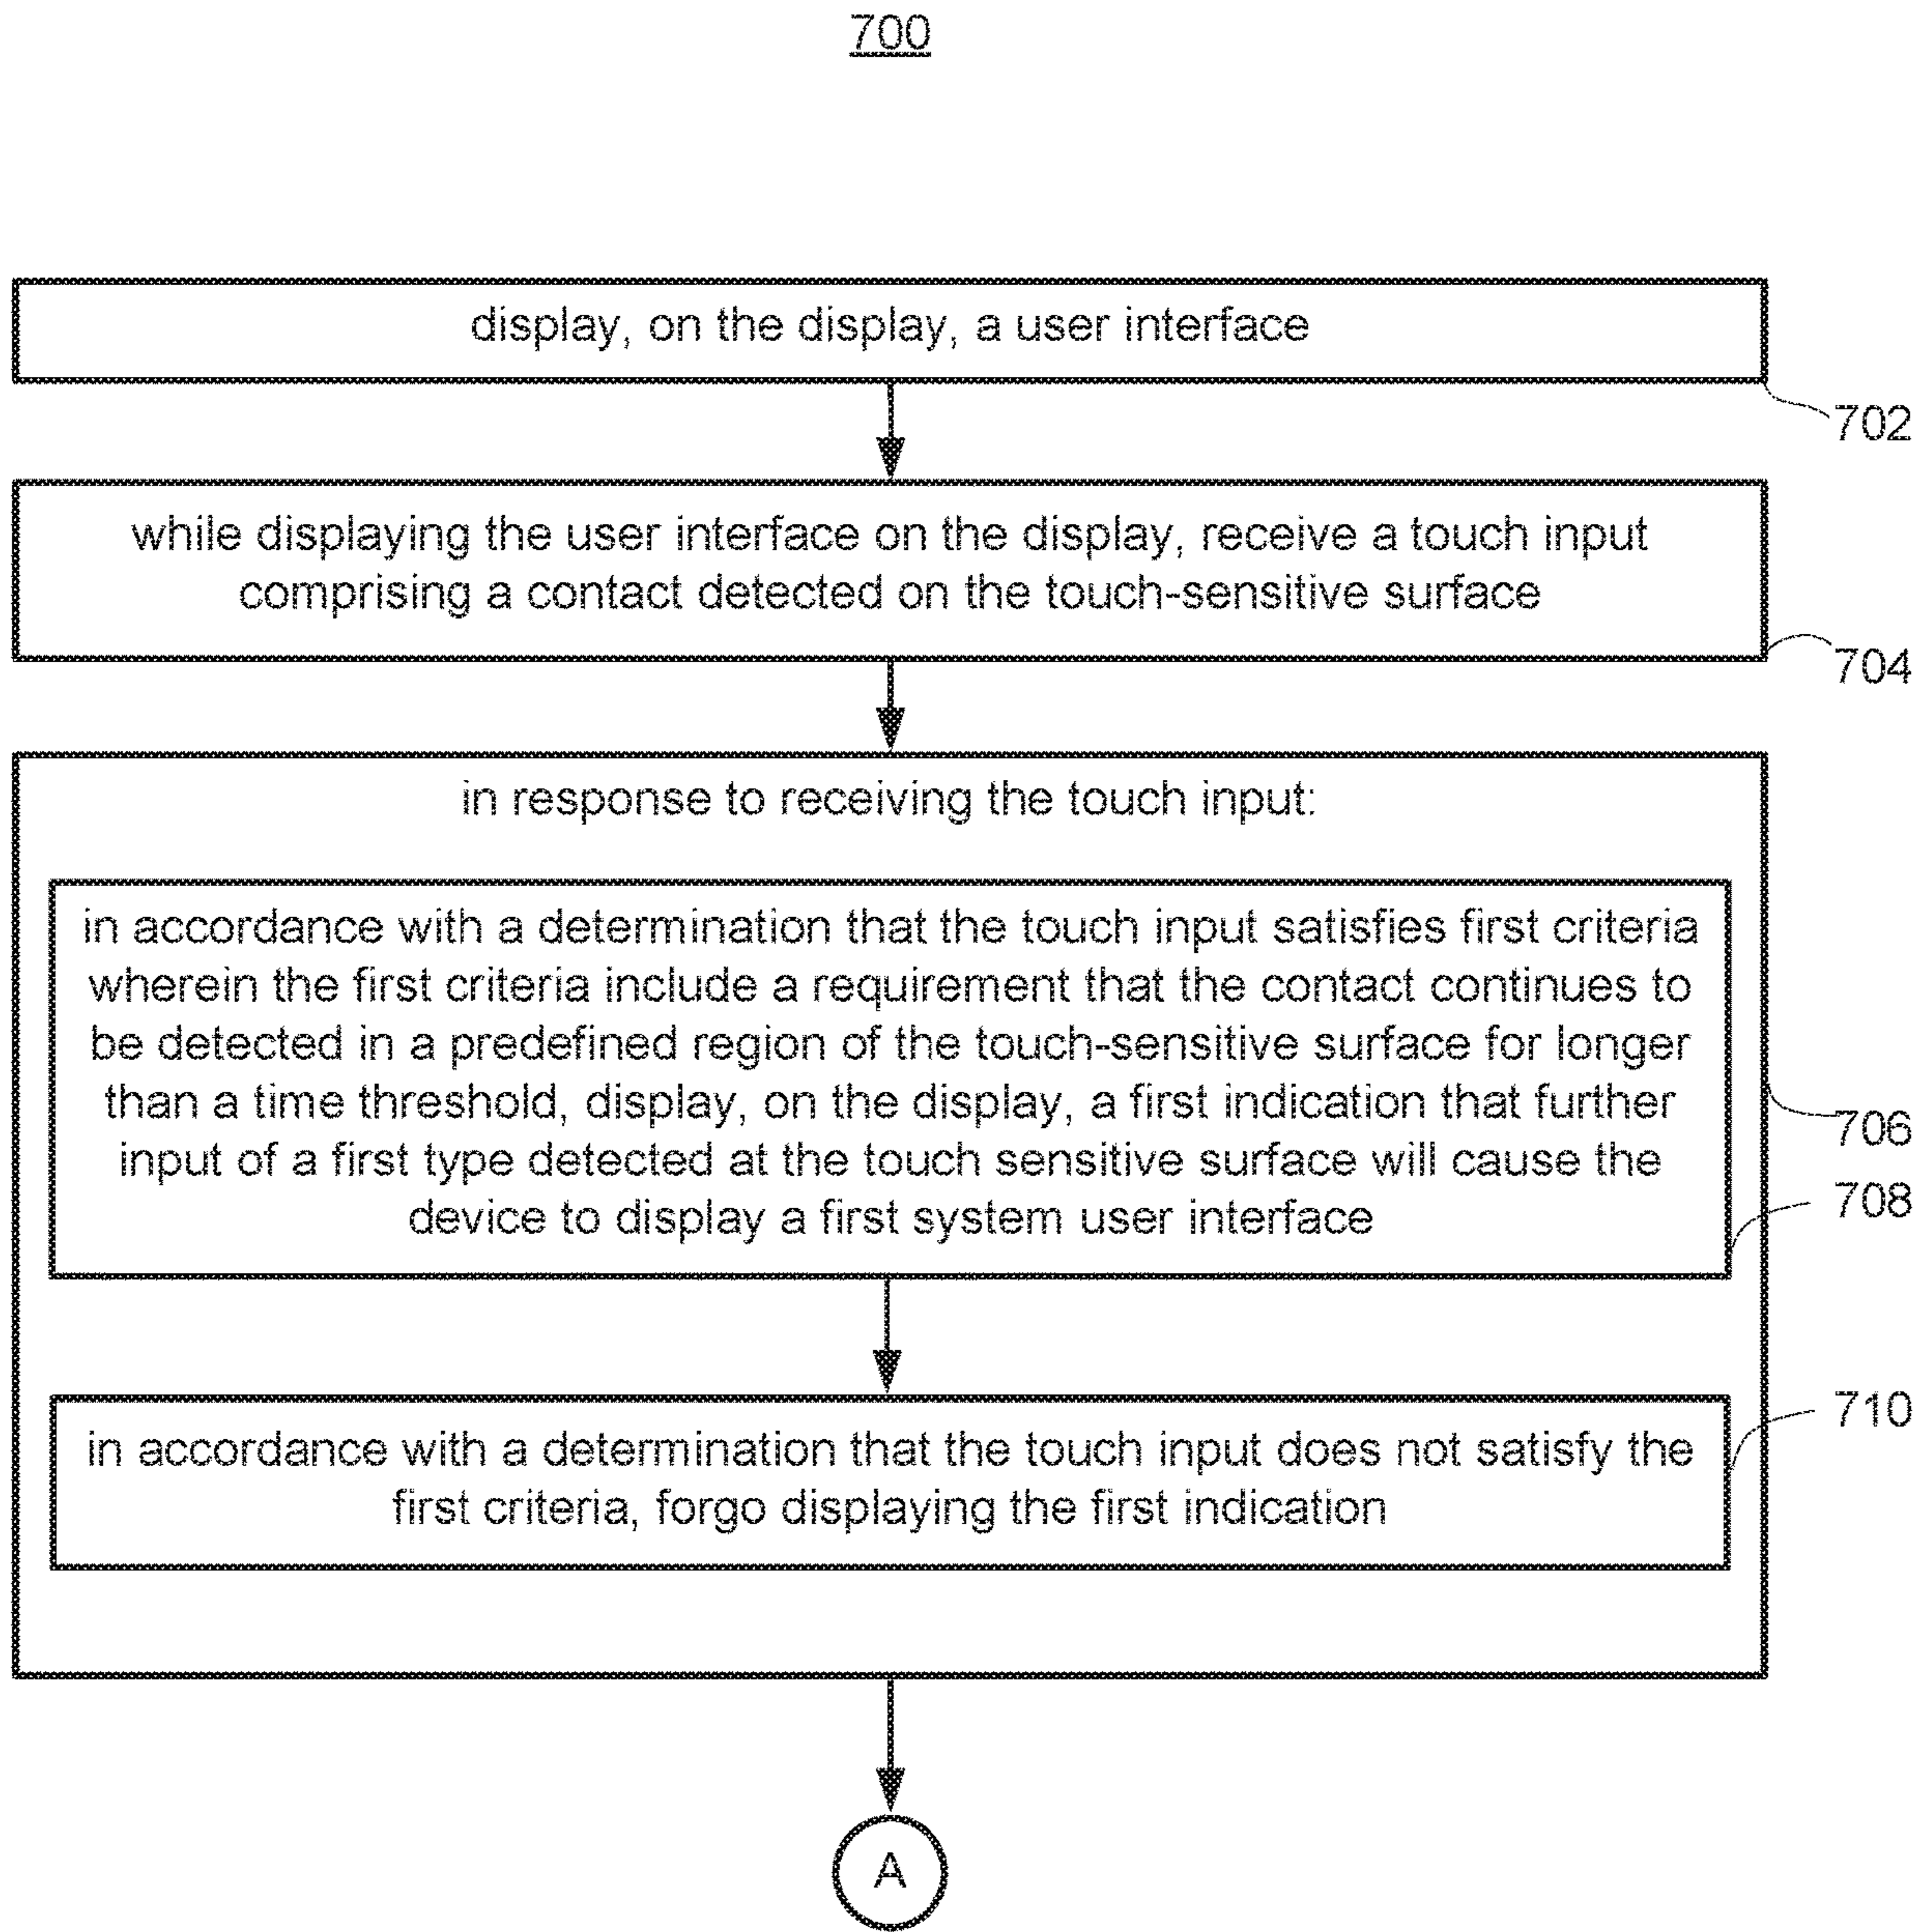 700
display, on the display, a user interface
702
while displaying the user interface on the display, receive a touch input
comprising a contact detected on the touch-sensitive surface
704
in response to receiving the touch input:
in accordance with a determination that the touch input satisfies first criteria
wherein the first criteria include a requirement that the contact continues to
be detected in a predefined region of the touch-sensitive surface for longer
than a time threshold, display, on the display, a first indication that further
input of a first type detected at the touch sensitive surface will cause the
device to display a first system user interface
706
708
in accordance with a determination that the touch input does not satisfy the
first criteria, forgo displaying the first indication
710
A